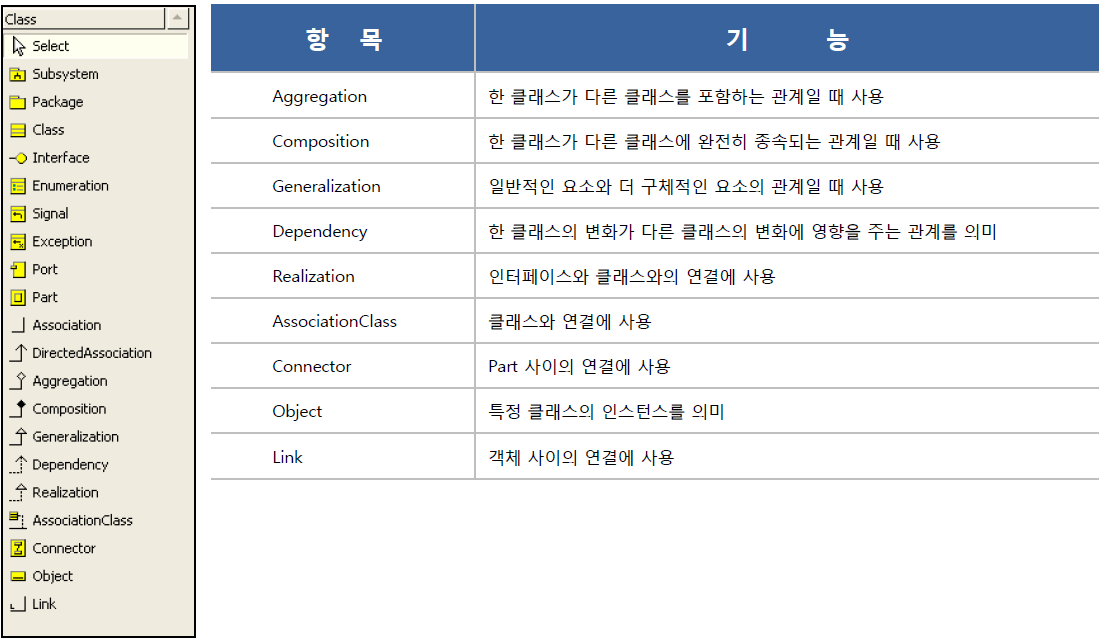 Class
Select
Subsystem
Package
Class
Interface
Enumeration
Signal
Exception
Port
Part
Association
DirectedAssociation
Aggregation
Composition
Generalization
Dependency
Realization
AssociationClass
Connector
Object
Link
항 목 기 능
Aggregation 한 클래스가 다른 클래스를 포함하는 관계일 때 사용
Composition 한 클래스가 다른 클래스에 완전히 종속되는 관계일 때 사용
Generalization 일반적인 요소와 더 구체적인 요소의 관계일 때 사용
Dependency 한 클래스의 변화가 다른 클래스의 변화에 영향을 주는 관계를 의미
Realization 인터페이스와 클래스와의 연결에 사용
AssociationClass 클래스와 연결에 사용
Connector Part 사이의 연결에 사용
Object 특정 클래스의 인스턴스를 의미
Link 객체 사이의 연결에 사용